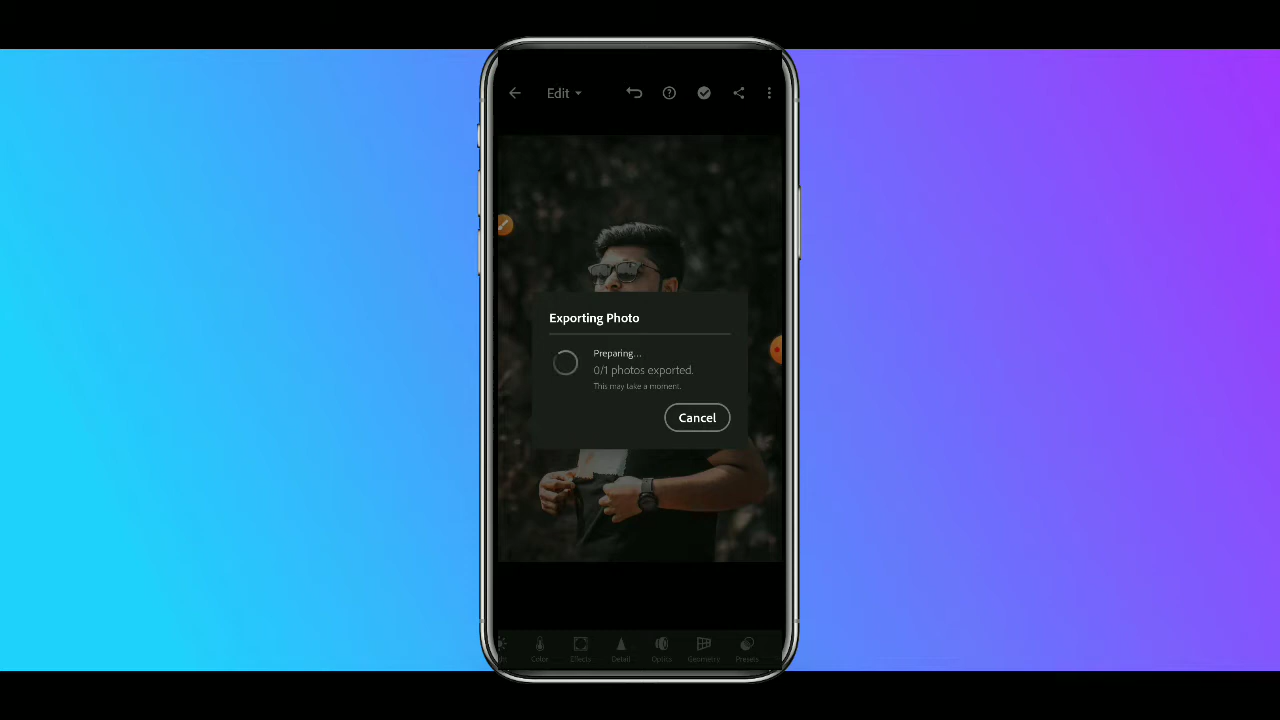 Edit
Exporting Photo
Preparing...
0/1 photos exported.
This may take a moment.
Cancel
Color Effects Detail Optics Geometry Presets